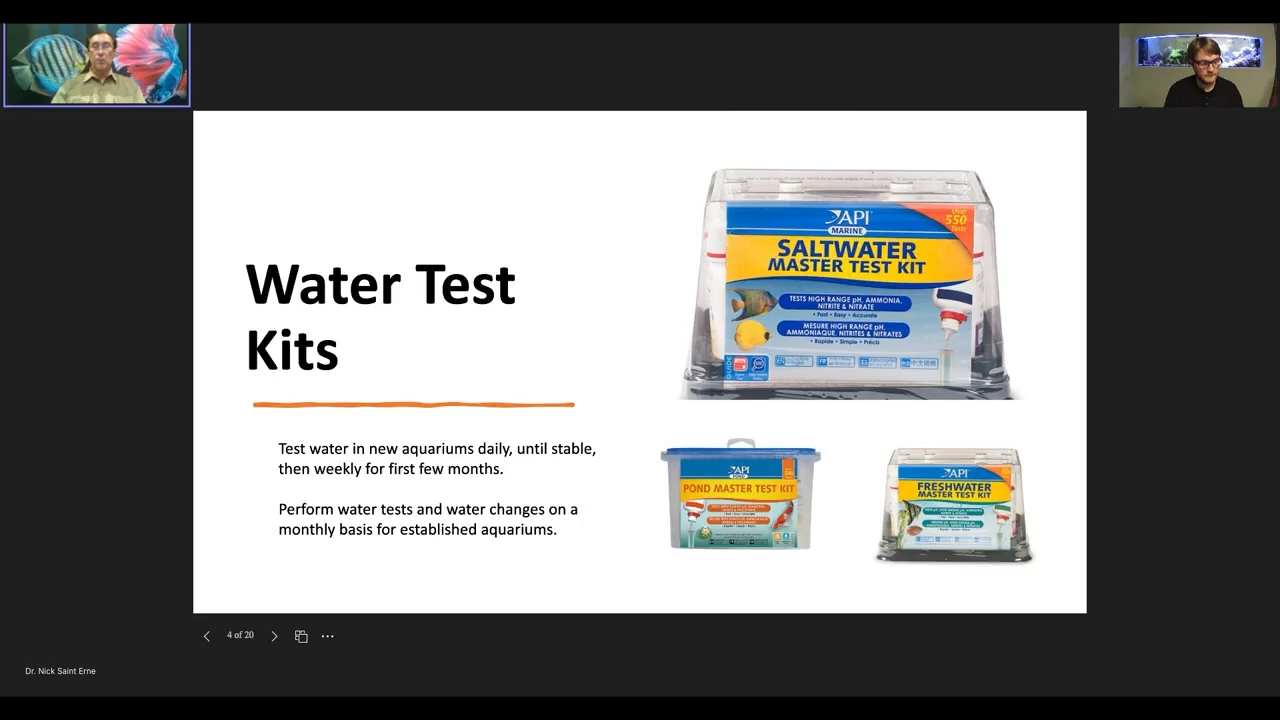 Water Test
Kits
Test water in new aquariums daily, until stable,
then weekly for first few months.
Perform water tests and water changes on a
monthly basis for established aquariums.
API
MARINE
Over
550
Tests
SALTWATER
MASTER TEST KIT
TESTS HIGH RANGE pH, AMMONIA,
NITRITE & NITRATE
• Fast • Easy • Accurate
MESURE HIGH RANGE pH,
AMMONIAQUE, NITRITES & NITRATES
• Rapide • Simple • Précis
API
POND
POND MASTER TEST KIT
API
FRESHWATER
MASTER TEST KIT
4 of 20
Dr. Nick Saint Erne